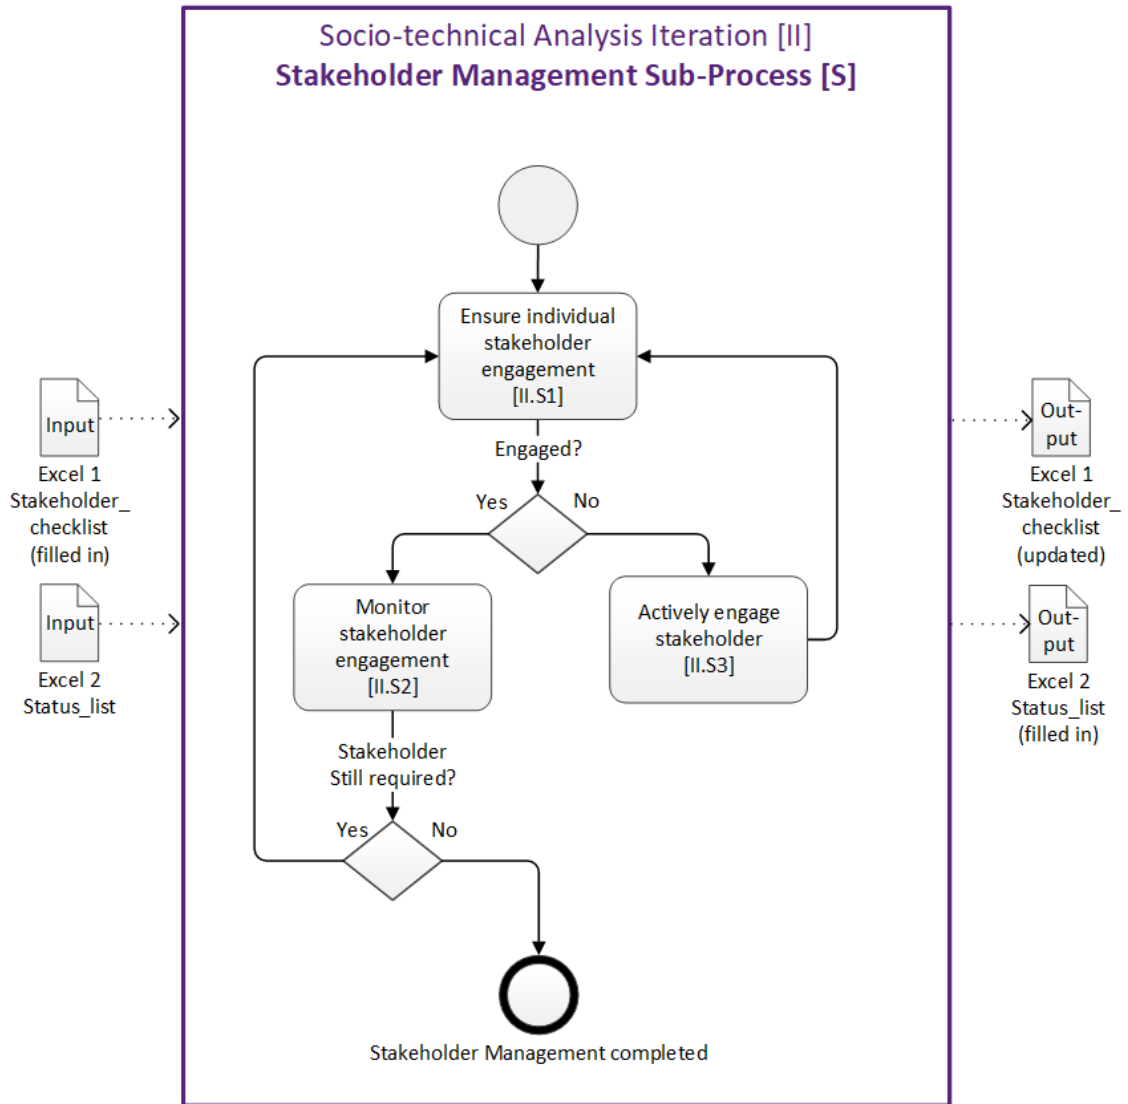 Socio-technical Analysis Iteration [II]
Stakeholder Management Sub-Process [S]
Ensure individual
stakeholder
engagement
[II.S1]
Engaged?
Yes
No
Monitor
stakeholder
engagement
[II.S2]
Actively engage
stakeholder
[II.S3]
Stakeholder
Still required?
Yes
No
Stakeholder Management completed
Input
Excel 1
Stakeholder_
checklist
(filled in)
Input
Excel 2
Status_list
Out-
put
Excel 1
Stakeholder_
checklist
(updated)
Out-
put
Excel 2
Status_list
(filled in)